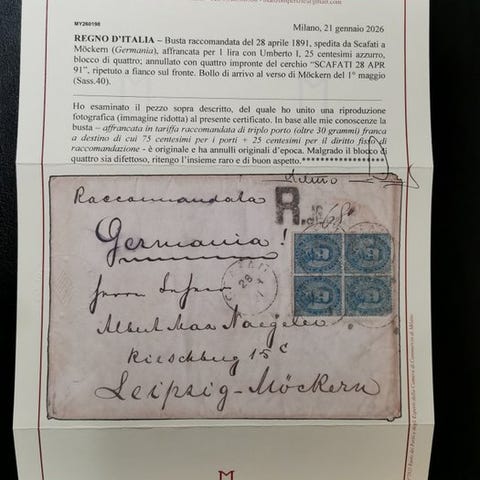 MY260198
Milano, 21 gennaio 2026
REGNO D'ITALIA – Busta raccomandata del 28 aprile 1891, spedita da Scafati a
Möckern (Germania), affrancata per 1 lira con Umberto I, 25 centesimi azzurro,
blocco di quattro; annullato con quattro impronte del cerchio “SCAFATI 28 APR
91”, ripetuto a fianco sul fronte. Bollo di arrivo al verso di Möckern del 1° maggio
(Sass.40).
Ho esaminato il pezzo sopra descritto, del quale ho unito una riproduzione
fotografica (immagine ridotta) al presente certificato. In base alle mie conoscenze la
busta – affrancata in tariffa raccomandata di triplo porto (oltre 30 grammi) franca
a destino di cui 75 centesimi per i porti + 25 centesimi per il diritto fisso di
raccomandazione - è originale e ha annulli originali d'epoca. Malgrado il blocco di
quattro sia difettoso, ritengo l'insieme raro e di buon aspetto.
Raccomandata
R.
Germania!
28
Herrn
Albert Max
Kirschberg 15 c
Leipzig-Möckern